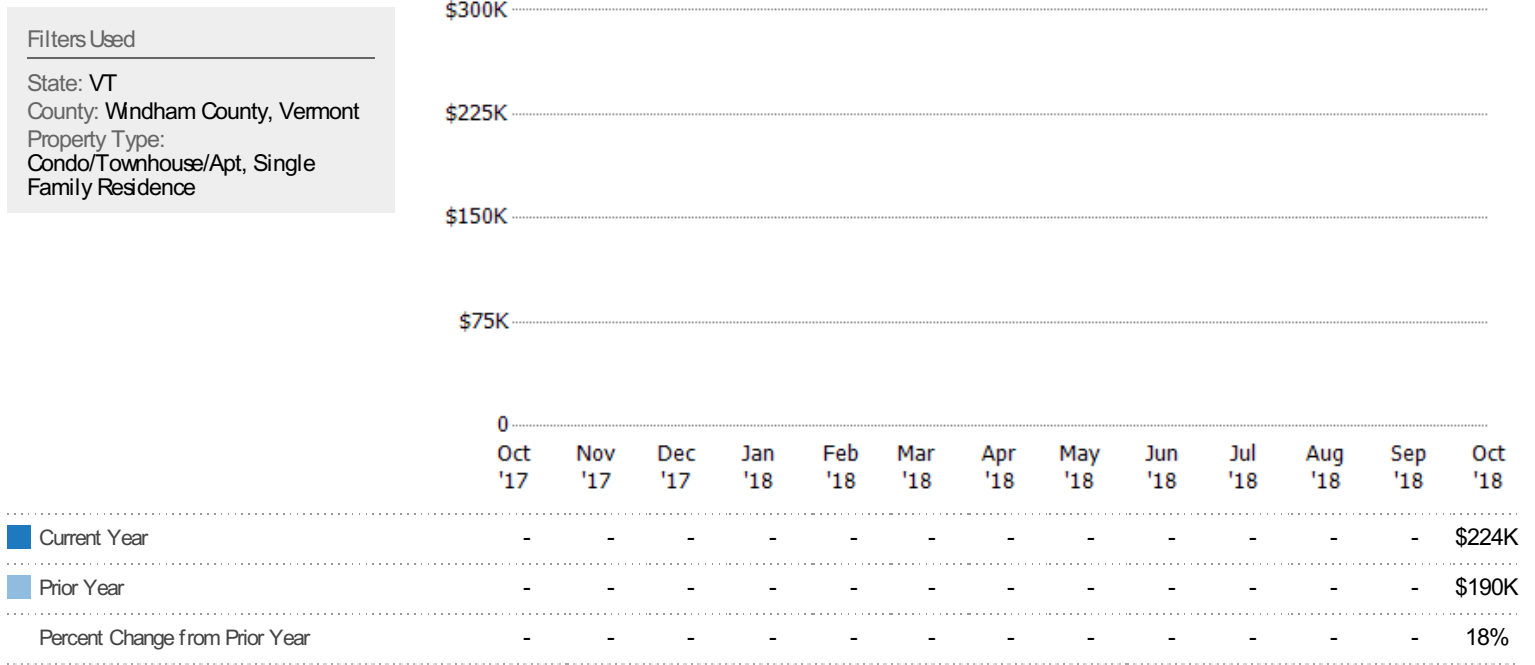 Filters Used
State: VT
County: Windham County, Vermont
Property Type:
Condo/Townhouse/Apt, Single
Family Residence
$300K
$225K
$150K
$75K
0
Oct Nov Dec Jan Feb Mar Apr May Jun Jul Aug Sep Oct
'17 '17 '17 '18 '18 '18 '18 '18 '18 '18 '18 '18 '18
Current Year - - - - - - - - - - - - $224K
Prior Year - - - - - - - - - - - - $190K
Percent Change from Prior Year - - - - - - - - - - - - 18%